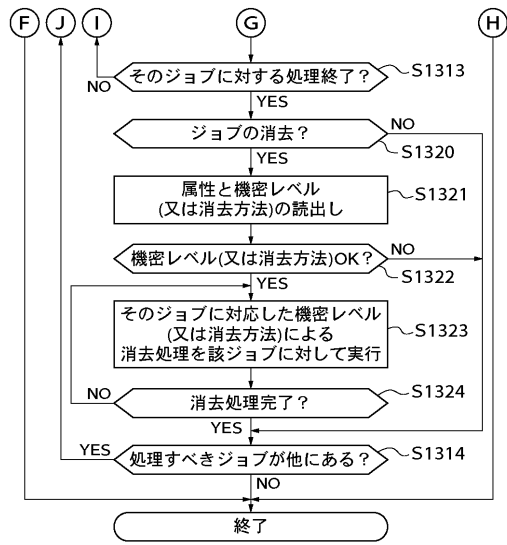 F J I G H
そのジョブに対する処理終了？ S1313
NO
YES
ジョブの消去？ NO
S1320
YES
属性と機密レベル
(又は消去方法)の読出し S1321
機密レベル(又は消去方法)OK？ NO
S1322
YES
そのジョブに対応した機密レベル
(又は消去方法)による S1323
消去処理を該ジョブに対して実行
NO 消去処理完了？ S1324
YES
YES 処理すべきジョブが他にある？ S1314
NO
終了